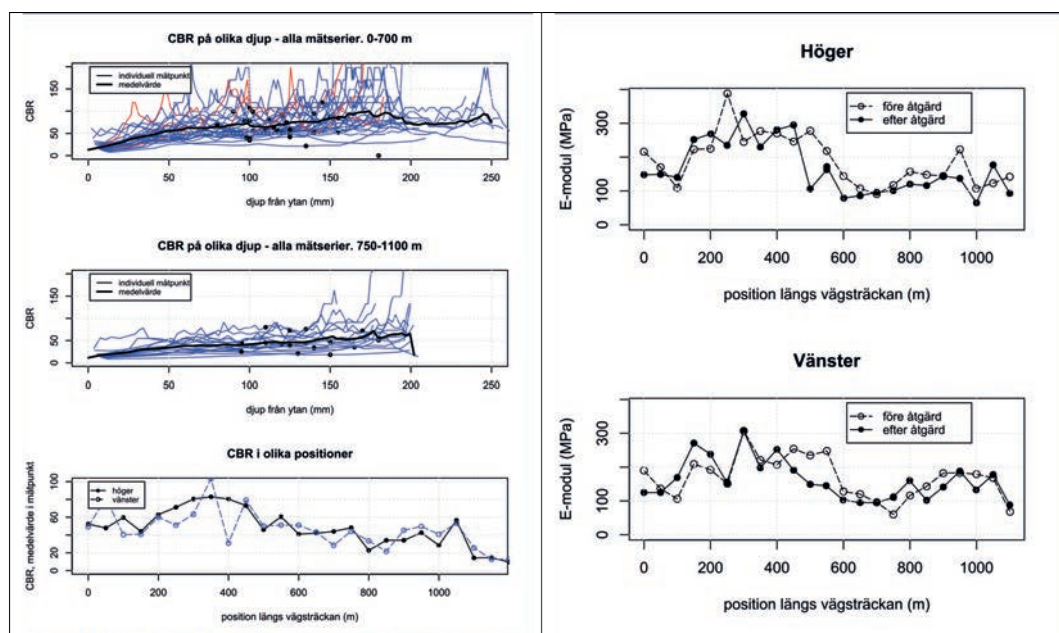 CBR på olika djup - alla mätserier. 0-700 m
individuell mätpunkt
medelvärde
CBR
150
100
50
0
0 50 100 150 200 250
djup från ytan (mm)
CBR på olika djup - alla mätserier. 750-1100 m
individuell mätpunkt
medelvärde
CBR
150
100
50
0
0 50 100 150 200 250
djup från ytan (mm)
CBR i olika positioner
höger
vänster
CBR, medelvärde i mätpunkt
100
60
40
20
0
0 200 400 600 800 1000
position längs vägsträckan (m)
Höger
före åtgärd
efter åtgärd
E-modul (MPa)
300
100
0
0 200 400 600 800 1000
position längs vägsträckan (m)
Vänster
före åtgärd
efter åtgärd
E-modul (MPa)
300
100
0
0 200 400 600 800 1000
position längs vägsträckan (m)